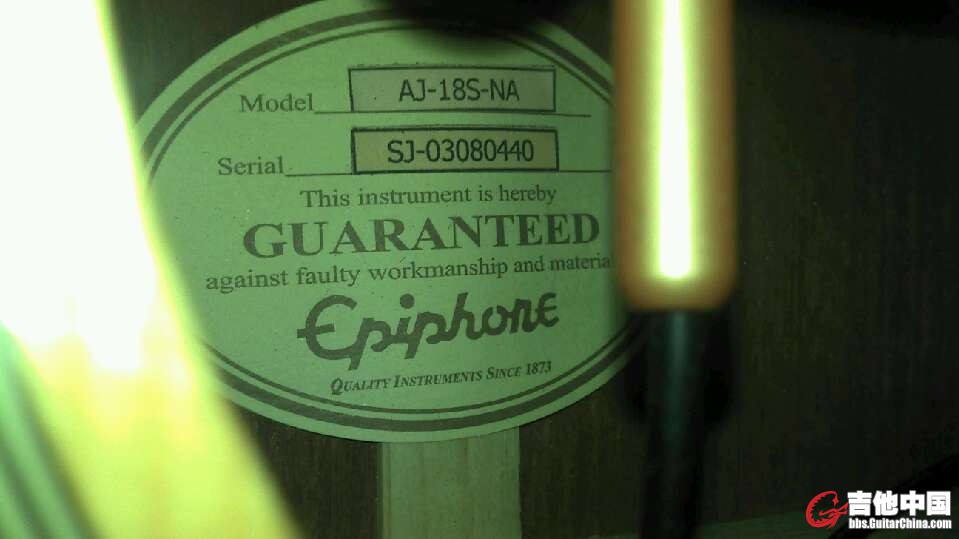 Model AJ-18S-NA
Serial SJ-03080440
This instrument is hereby
GUARANTEED
against faulty workmanship and material
Epiphone
QUALITY INSTRUMENTS SINCE 1873
吉他中国
bbs.GuitarChina.com